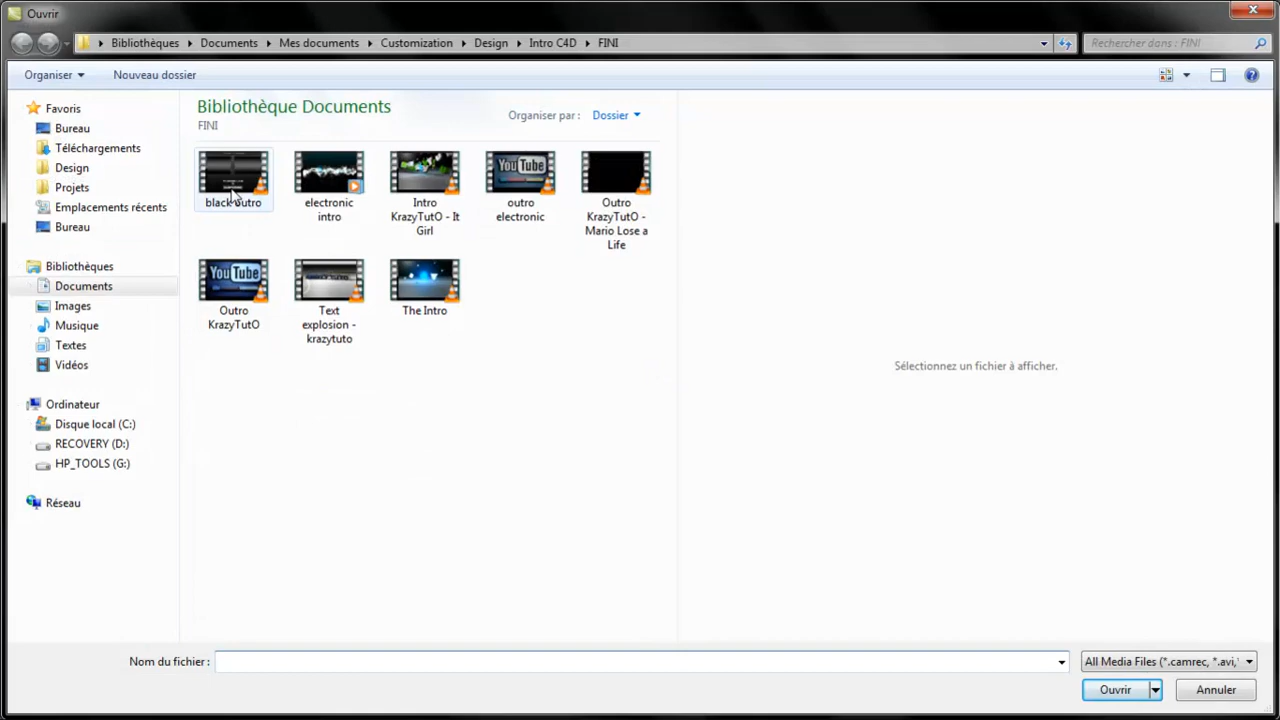 Ouvrir
Bibliothèques Documents Mes documents Customization Design Intro C4D FINI
Rechercher dans : FINI
Organiser Nouveau dossier
Favoris
Bureau
Téléchargements
Design
Projets
Emplacements récents
Bureau
Bibliothèques
Documents
Images
Musique
Textes
Vidéos
Ordinateur
Disque local (C:)
RECOVERY (D:)
HP_TOOLS (G:)
Réseau
Bibliothèque Documents
FINI
Organiser par : Dossier
electronic
intro
Intro
KrazyTutO - It
Girl
YouTube
outro
electronic
Outro
KrazyTutO -
Mario Lose a
Life
YouTube
Outro
KrazyTutO
Text
explosion -
krazytuto
The Intro
Sélectionnez un fichier à afficher.
Nom du fichier :
All Media Files (*.camrec, *.avi,
Ouvrir
Annuler